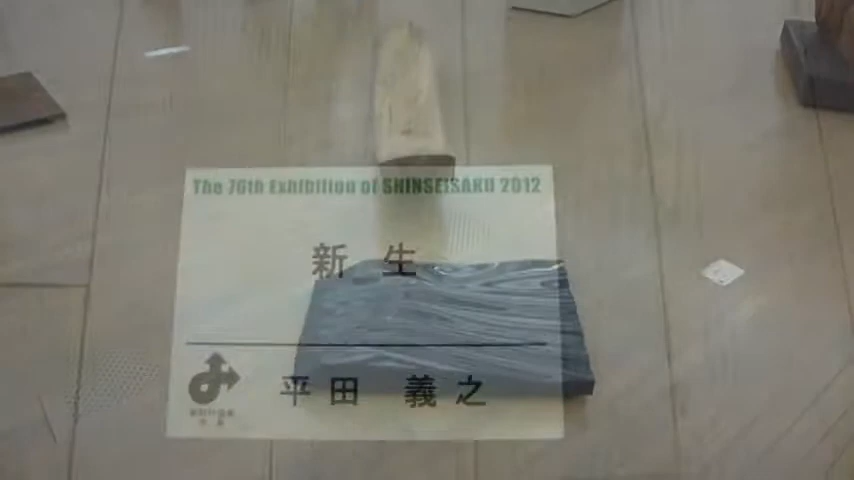 The 76th Exhibition of SHINSEISAKU 2012
新 生
平田 義之